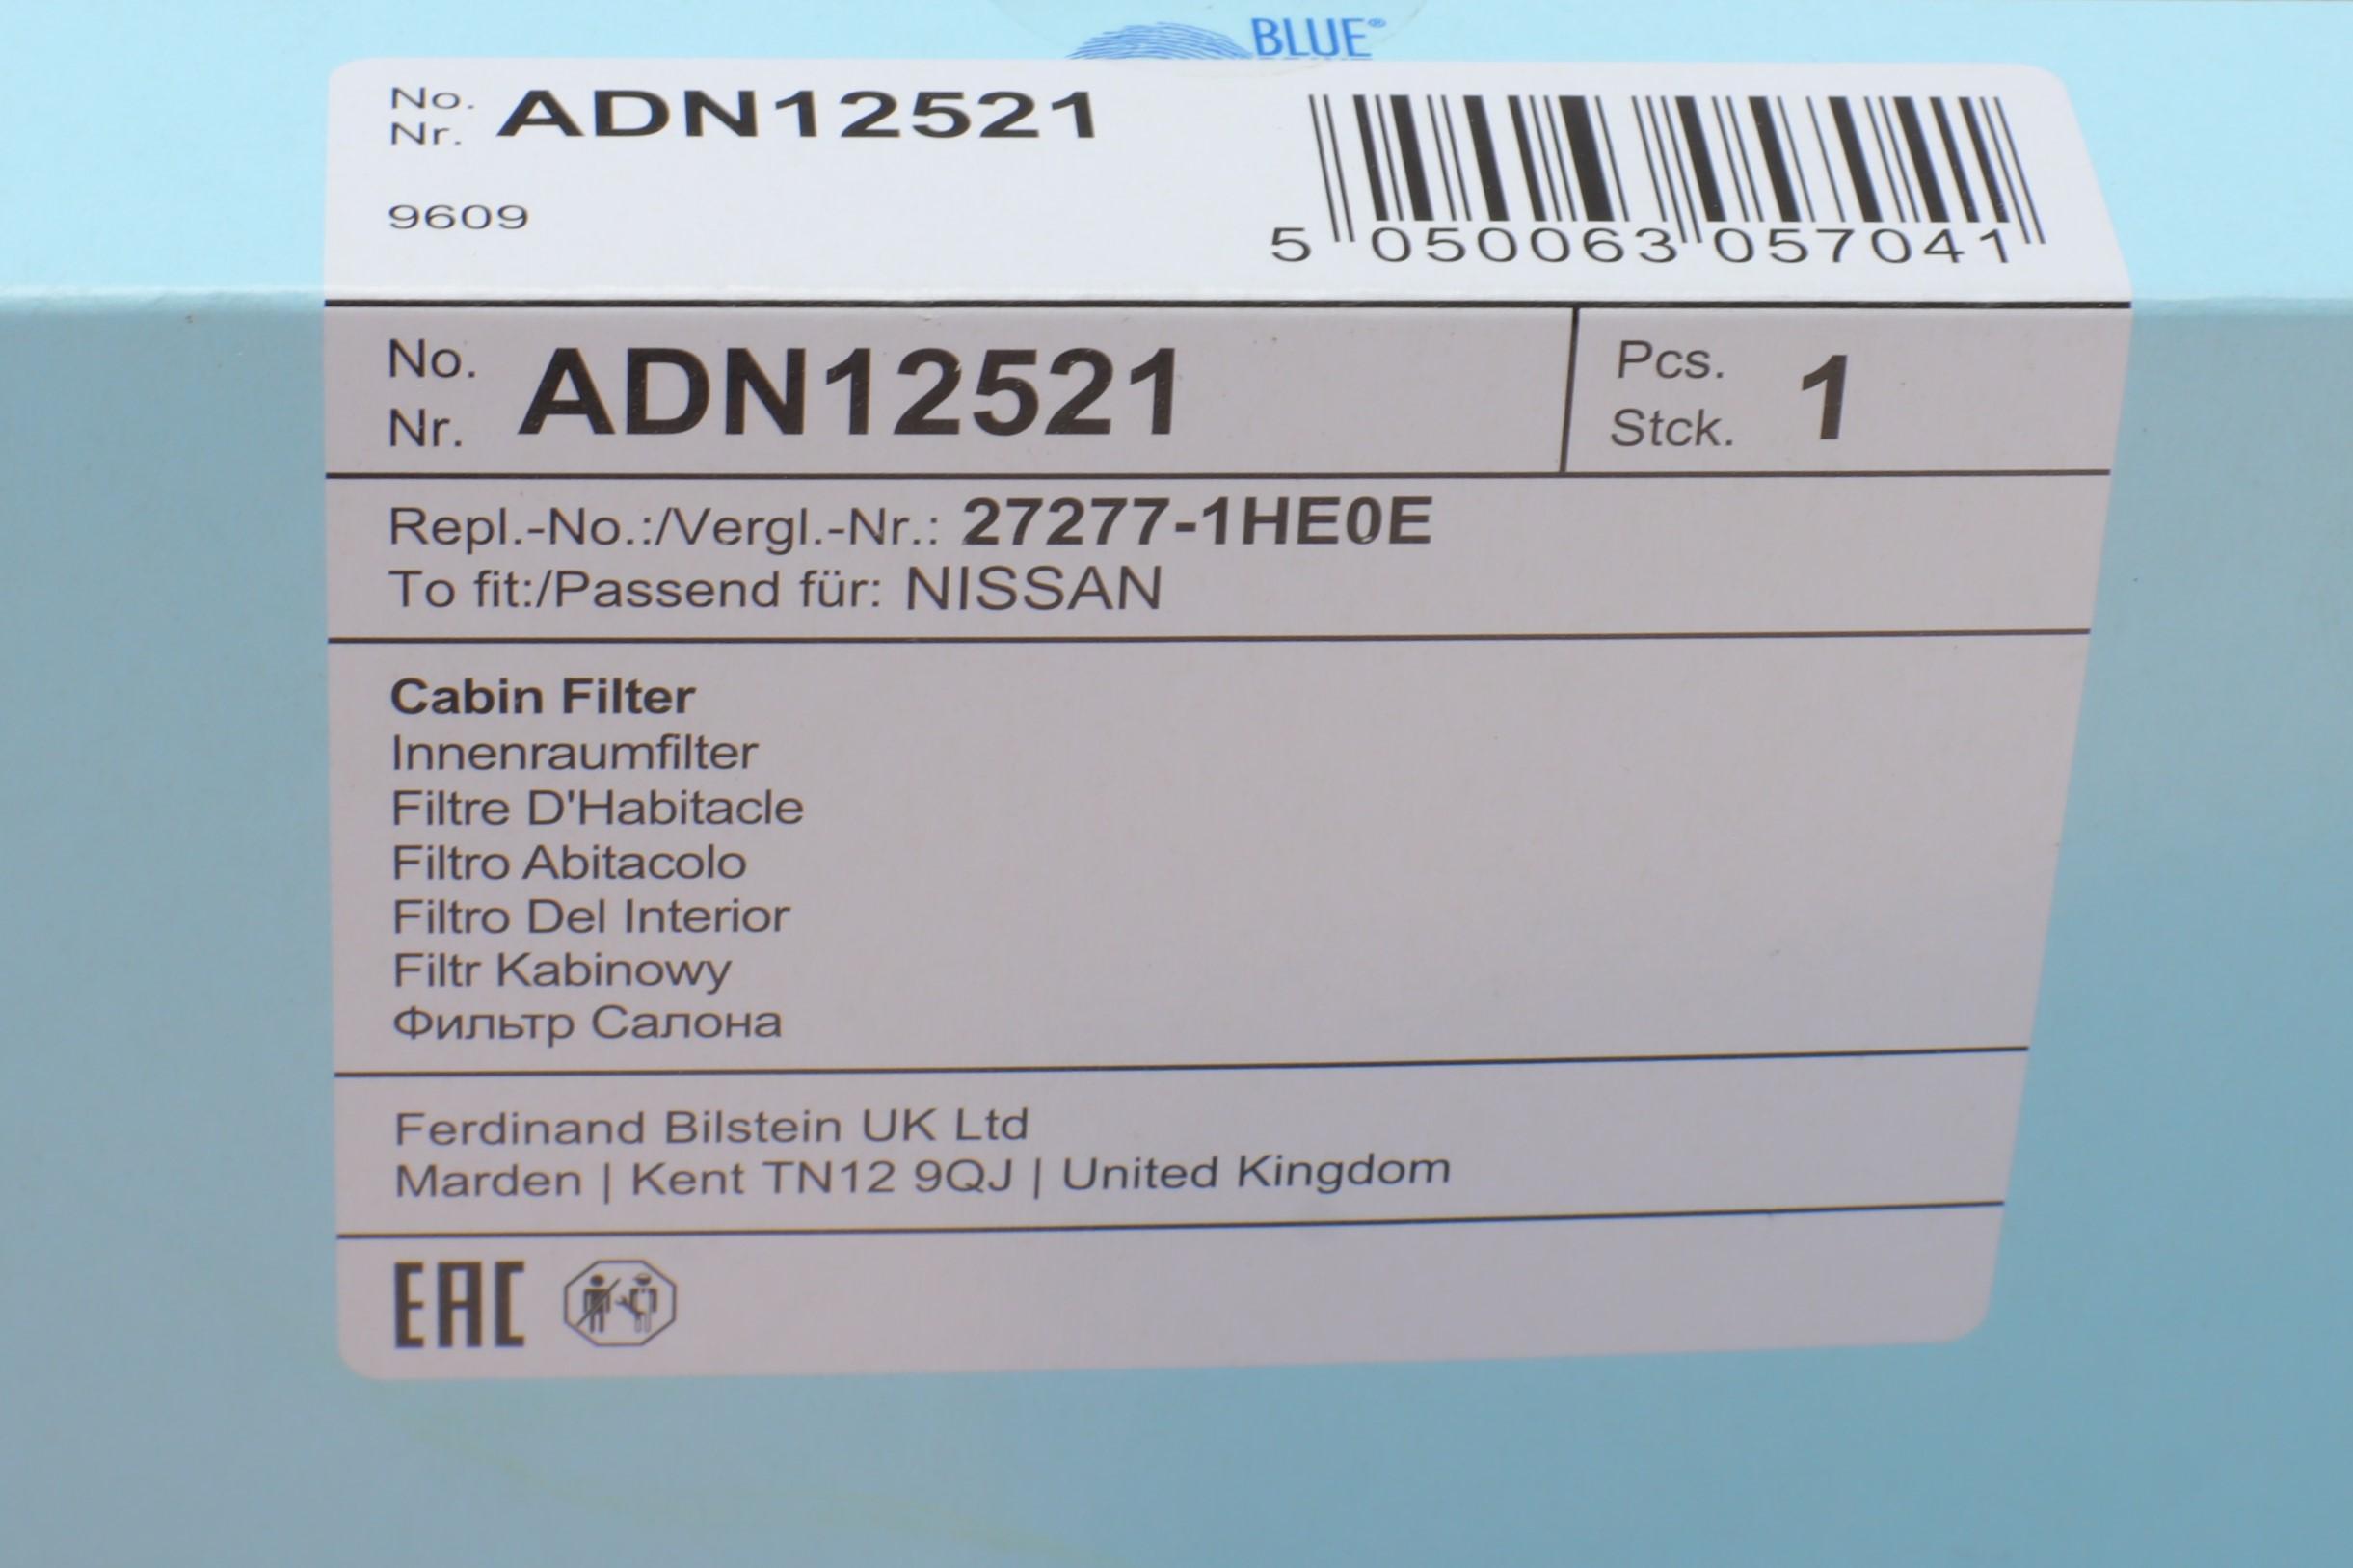 BLUE®
No.
Nr. ADN12521
9609
5 050063 057041
No.
Nr. ADN12521
Pcs.
Stck. 1
Repl.-No.:/Vergl.-Nr.: 27277-1HE0E
To fit:/Passend für: NISSAN
Cabin Filter
Innenraumfilter
Filtre D'Habitacle
Filtro Abitacolo
Filtro Del Interior
Filtr Kabinowy
Фильтр Салона
Ferdinand Bilstein UK Ltd
Marden | Kent TN12 9QJ | United Kingdom
EAC